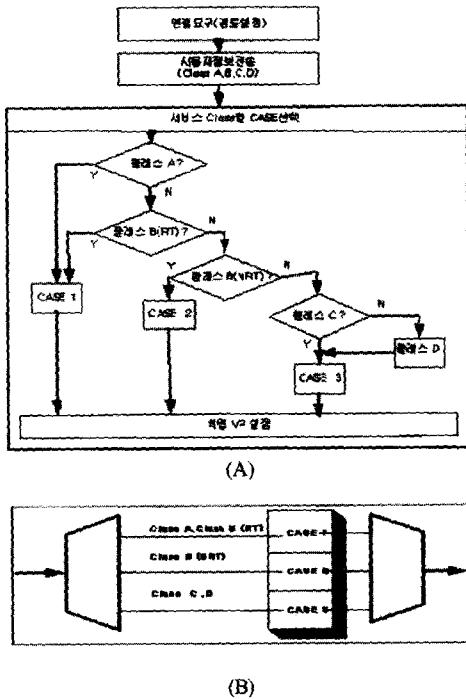 연결요구(경로설정)
사용자정보전송
(Class A,B,C,D)
서비스 Class별 CASE선택
클래스 A?
Y
N
클래스 B(RT)?
N
Y
클래스 B(NRT)?
Y
N
CASE 1
CASE 2
클래스 C?
N
Y
클래스 D
CASE 3
VP 설정
(A)
Class A,Class B (RT)
CASE 1
Class B (NRT)
Class C,D
(B)